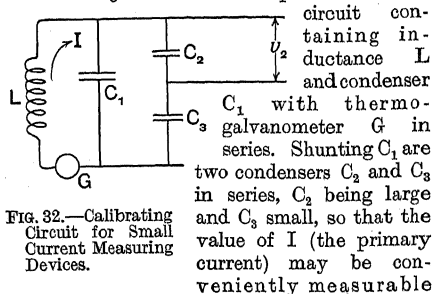 circuit con-
taining in-
ductance L
and condenser
C₁ with thermo-
galvanometer G in
series. Shunting C₁ are
two condensers C₂ and C₃
in series, C₂ being large
and C₃ small, so that the
value of I (the primary
current) may be con-
veniently measurable
I
C₂
υ₂
L
C₁
C₃
G
FIG. 32.—Calibrating
Circuit for Small
Current Measuring
Devices.